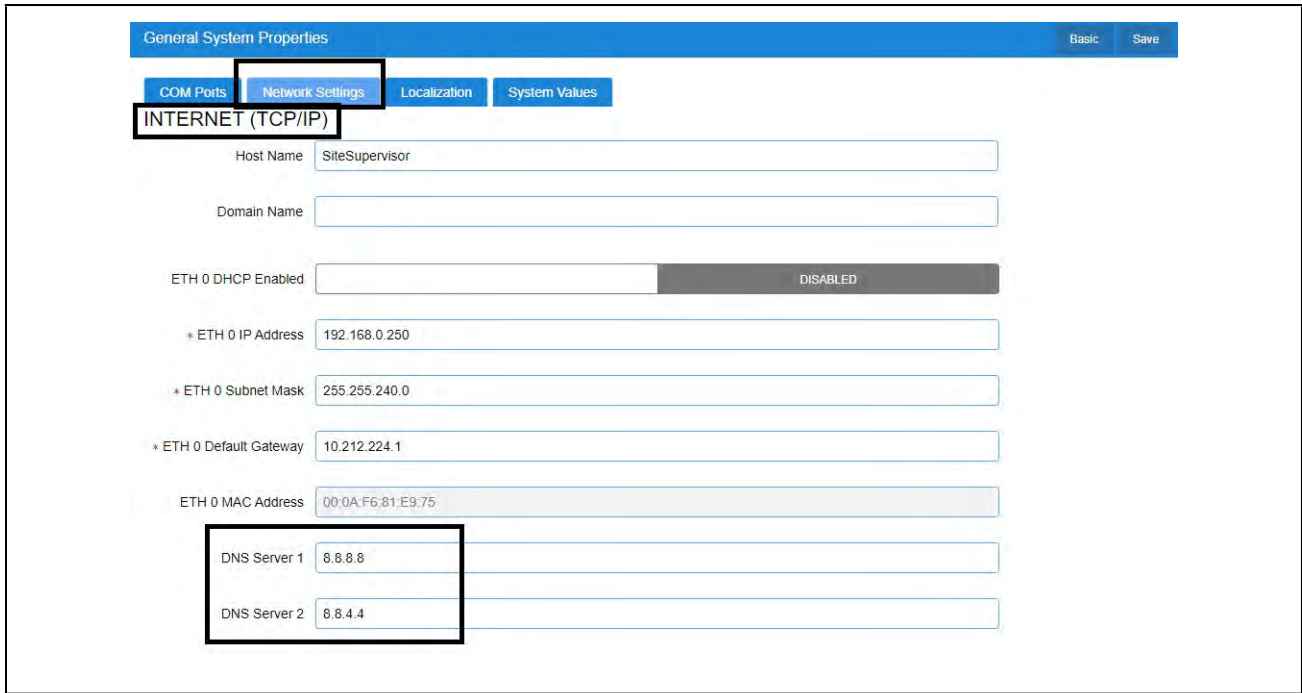 General System Properties Basic Save
COM Ports Network Settings Localization System Values
INTERNET (TCP/IP)
Host Name SiteSupervisor
Domain Name
ETH 0 DHCP Enabled DISABLED
* ETH 0 IP Address 192.168.0.250
* ETH 0 Subnet Mask 255.255.240.0
* ETH 0 Default Gateway 10.212.224.1
ETH 0 MAC Address 00:0A:F6:81:E9:75
DNS Server 1 8.8.8.8
DNS Server 2 8.8.4.4